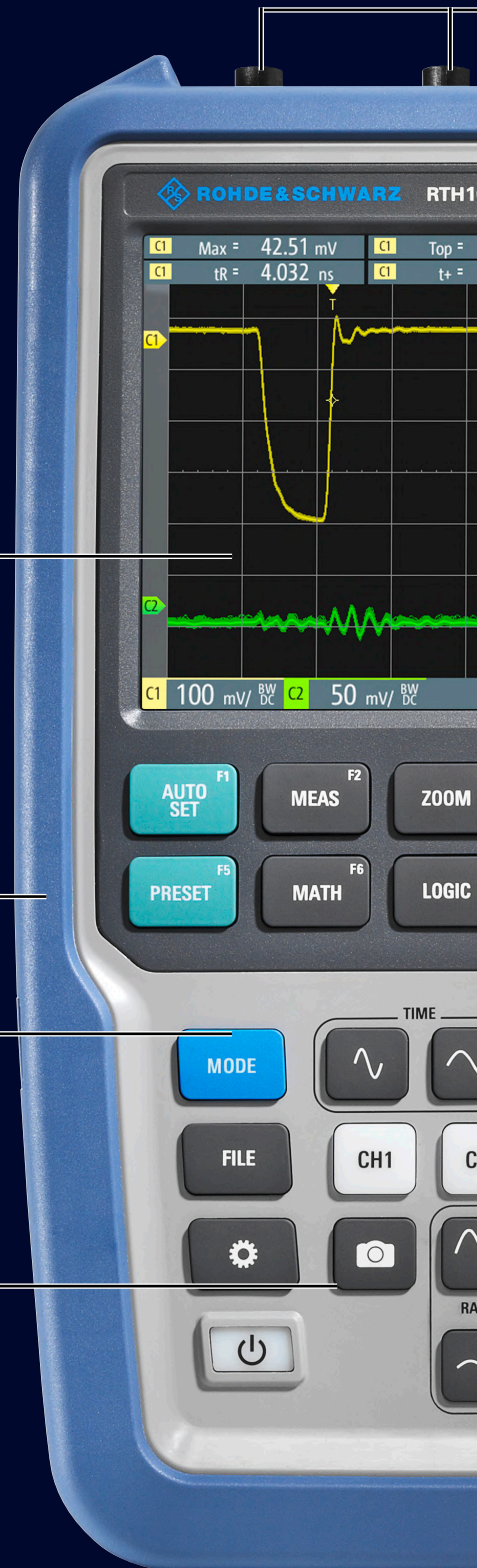 R&S ROHDE&SCHWARZ RTH1
C1 Max = 42.51 mV C1 Top =
C1 tR = 4.032 ns C1 t+ =
T
C1
C2
C1 100 mV/ BW DC C2 50 mV/ BW DC
F1 F2
AUTO SET MEAS ZOOM
F5 F6
PRESET MATH LOGIC
TIME
MODE
FILE CH1 C
RA